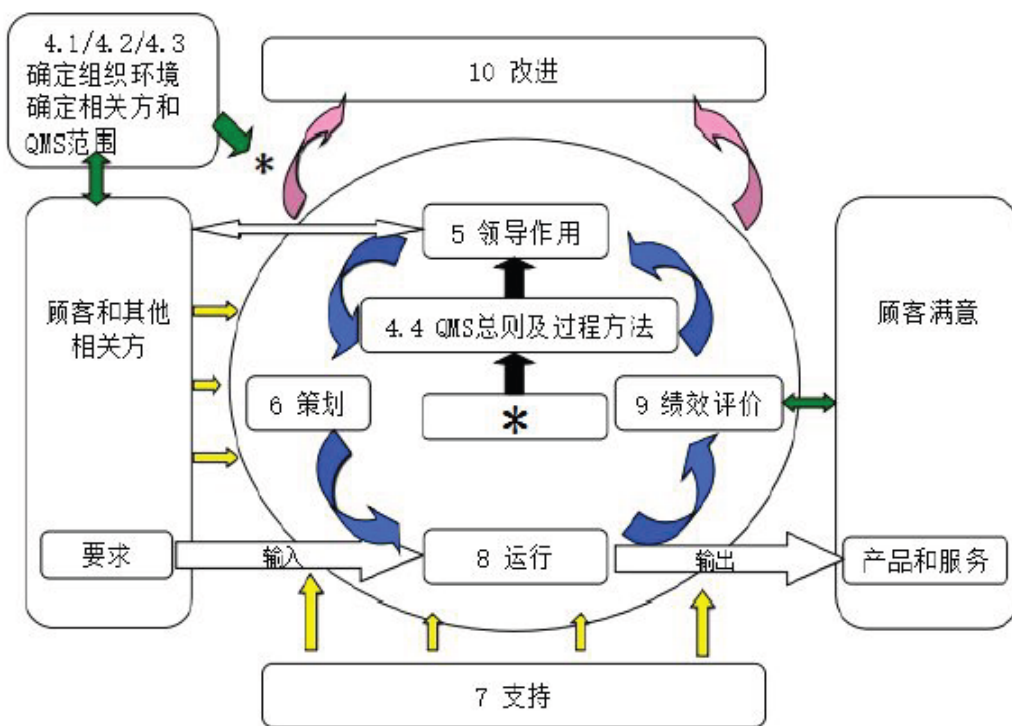 4.1/4.2/4.3
确定组织环境
确定相关方和
QMS范围
10 改进
*
5 领导作用
顾客和其他
相关方
4.4 QMS总则及过程方法
顾客满意
6 策划
*
9 绩效评价
要求
输入
8 运行
输出
产品和服务
7 支持